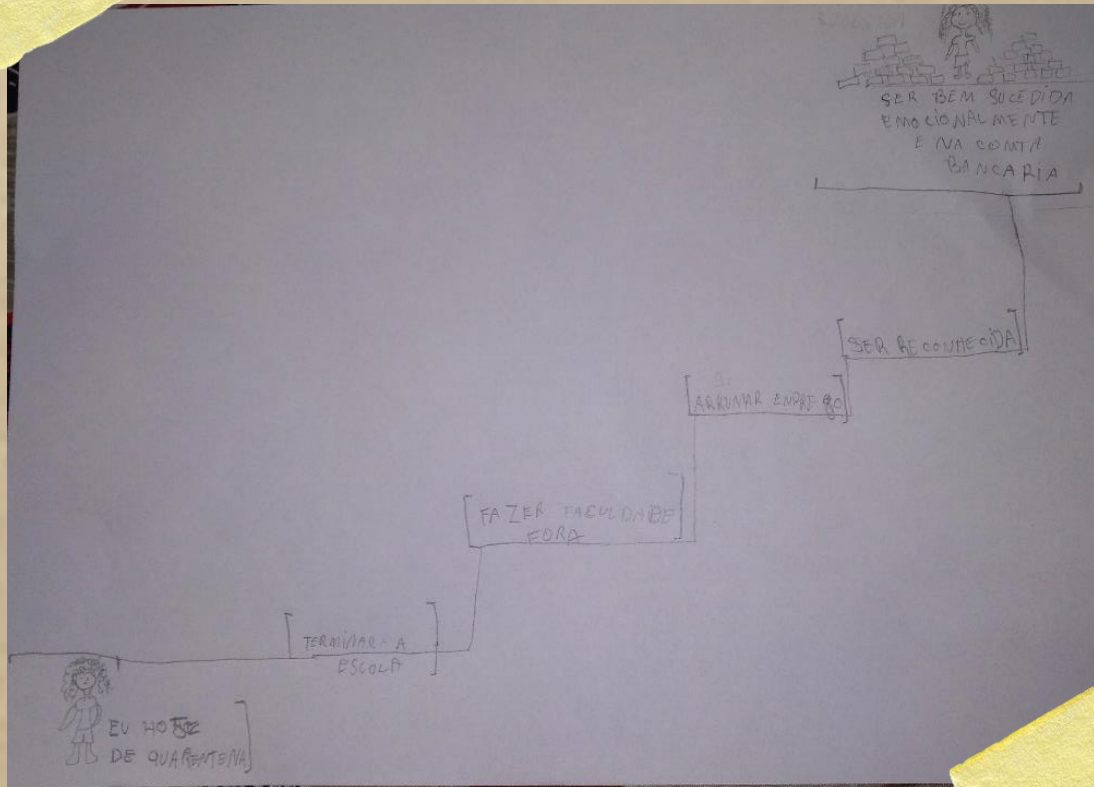 SER BEM SUCEDIDA
EMOCIONALMENTE
E NA CONTA
BANCARIA
SER RECONHECIDA
ARRUMAR ENPREGO
FAZER FACULDADE
FORA
TERMINAR A
ESCOLA
EU HOJE
DE QUARENTENA